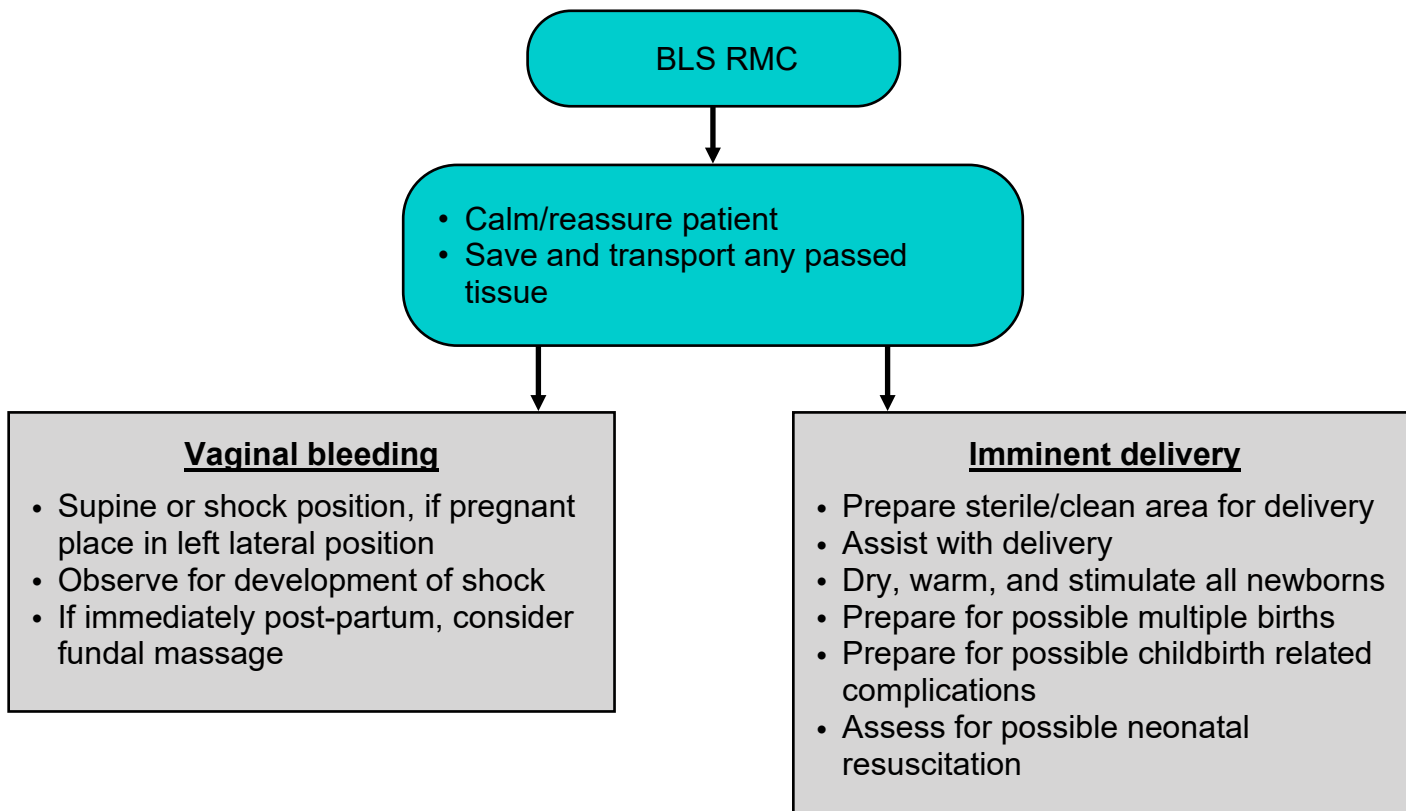 BLS RMC
• Calm/reassure patient
• Save and transport any passed
tissue
Vaginal bleeding
• Supine or shock position, if pregnant
place in left lateral position
• Observe for development of shock
• If immediately post-partum, consider
fundal massage
Imminent delivery
• Prepare sterile/clean area for delivery
• Assist with delivery
• Dry, warm, and stimulate all newborns
• Prepare for possible multiple births
• Prepare for possible childbirth related
complications
• Assess for possible neonatal
resuscitation